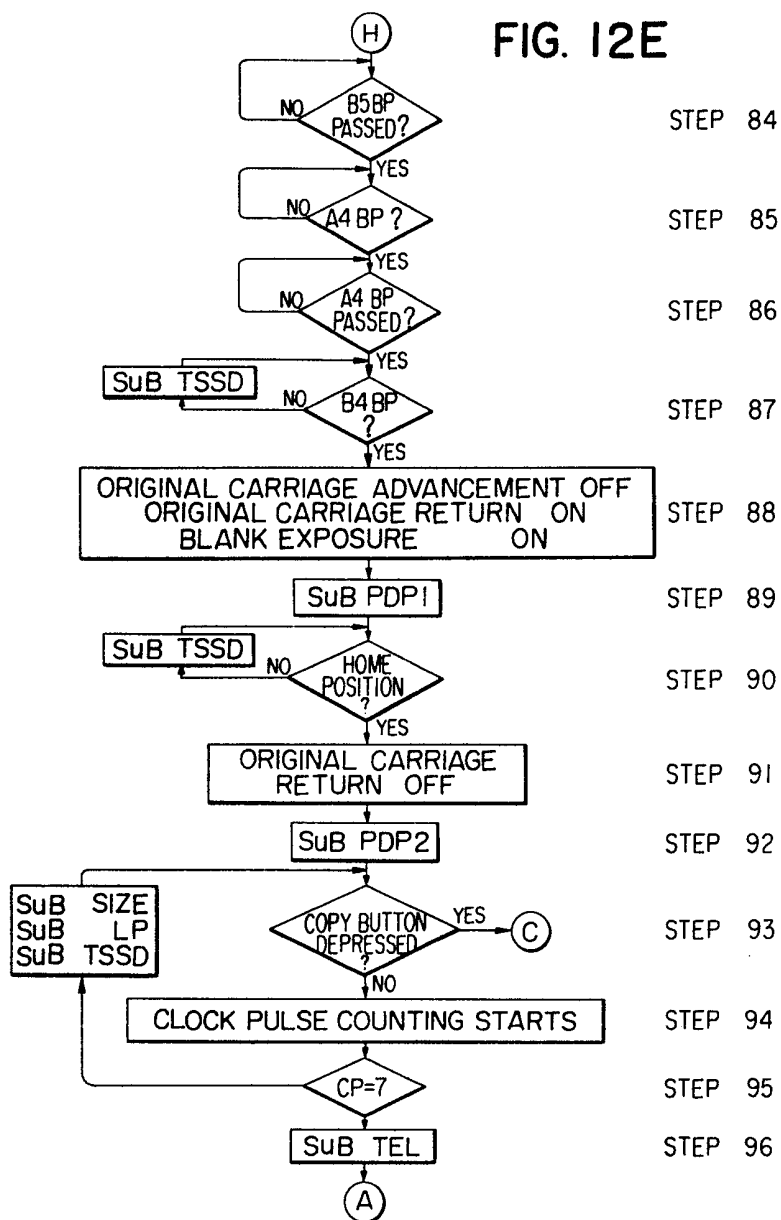 H
FIG. 12E
B5 BP
PASSED?
NO
YES
STEP 84
A4 BP ?
NO
YES
STEP 85
A4 BP
PASSED?
NO
YES
STEP 86
SuB TSSD
B4 BP
?
NO
YES
STEP 87
ORIGINAL CARRIAGE ADVANCEMENT OFF
ORIGINAL CARRIAGE RETURN ON
BLANK EXPOSURE ON
STEP 88
SuB PDP1
STEP 89
SuB TSSD
HOME
POSITION
?
NO
YES
STEP 90
ORIGINAL CARRIAGE
RETURN OFF
STEP 91
SuB PDP2
STEP 92
SuB SIZE
SuB LP
SuB TSSD
COPY BUTTON
DEPRESSED
?
YES
C
NO
STEP 93
CLOCK PULSE COUNTING STARTS
STEP 94
CP=7
STEP 95
SuB TEL
STEP 96
A